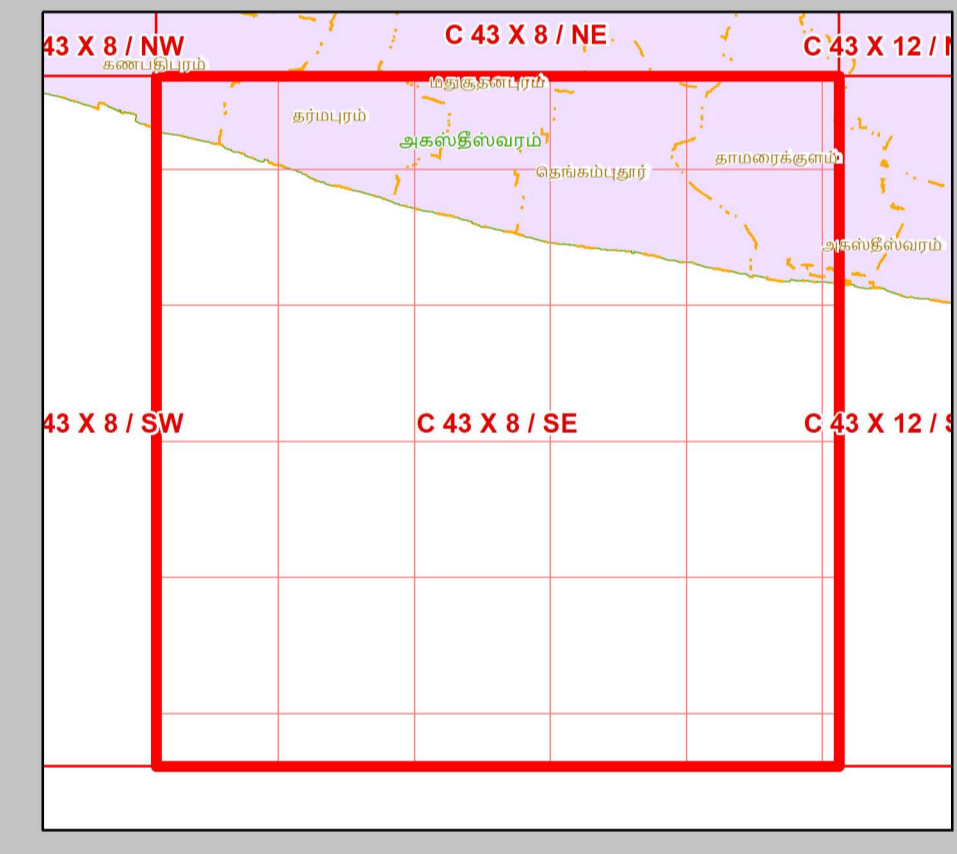 43 X 8 / NW
C 43 X 8 / NE
C 43 X 12 /
கணபதிபுரம்
மதுசூதனபுரம்
தர்மபுரம்
அகஸ்தீஸ்வரம்
தெங்கம்புதூர்
தாமரைக்குளம்
அகஸ்தீஸ்வரம்
43 X 8 / SW
C 43 X 8 / SE
C 43 X 12 /